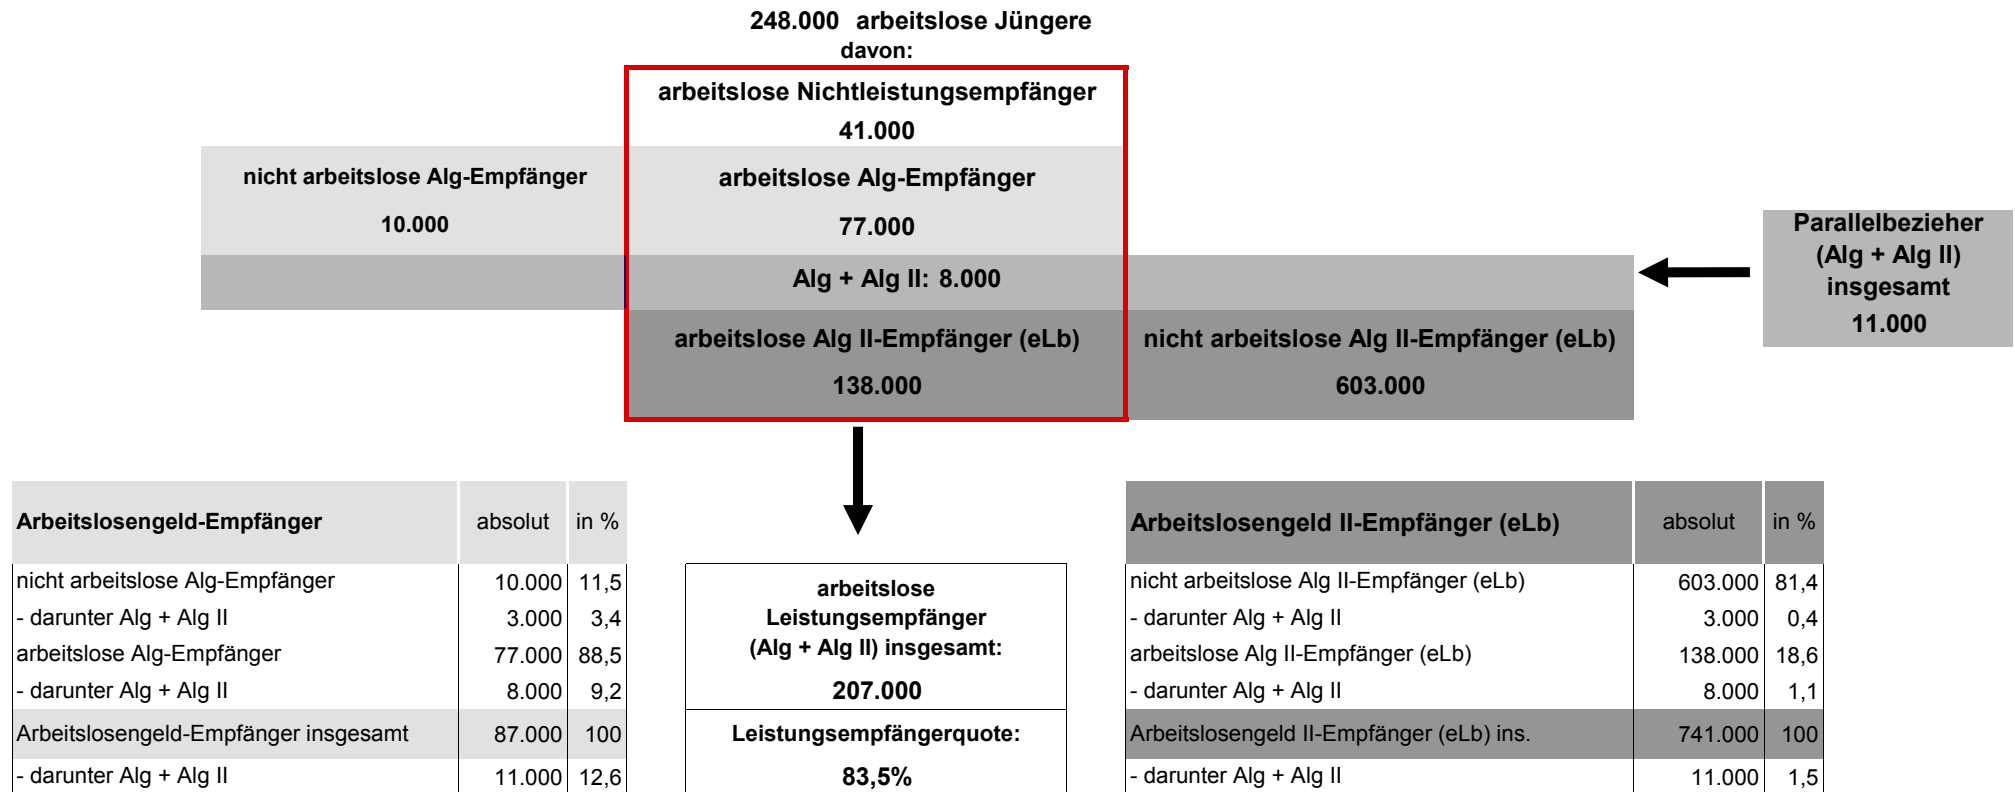 248.000 arbeitslose Jüngere
davon:
arbeitslose Nichtleistungsempfänger
41.000
nicht arbeitslose Alg-Empfänger
10.000
arbeitslose Alg-Empfänger
77.000
Alg + Alg II: 8.000
arbeitslose Alg II-Empfänger (eLb)
138.000
nicht arbeitslose Alg II-Empfänger (eLb)
603.000
Parallelbezieher
(Alg + Alg II)
insgesamt
11.000
Arbeitslosengeld-Empfänger absolut in %
nicht arbeitslose Alg-Empfänger 10.000 11,5
- darunter Alg + Alg II 3.000 3,4
arbeitslose Alg-Empfänger 77.000 88,5
- darunter Alg + Alg II 8.000 9,2
Arbeitslosengeld-Empfänger insgesamt 87.000 100
- darunter Alg + Alg II 11.000 12,6
arbeitslose
Leistungsempfänger
(Alg + Alg II) insgesamt:
207.000
Leistungsempfängerquote:
83,5%
Arbeitslosengeld II-Empfänger (eLb) absolut in %
nicht arbeitslose Alg II-Empfänger (eLb) 603.000 81,4
- darunter Alg + Alg II 3.000 0,4
arbeitslose Alg II-Empfänger (eLb) 138.000 18,6
- darunter Alg + Alg II 8.000 1,1
Arbeitslosengeld II-Empfänger (eLb) ins. 741.000 100
- darunter Alg + Alg II 11.000 1,5